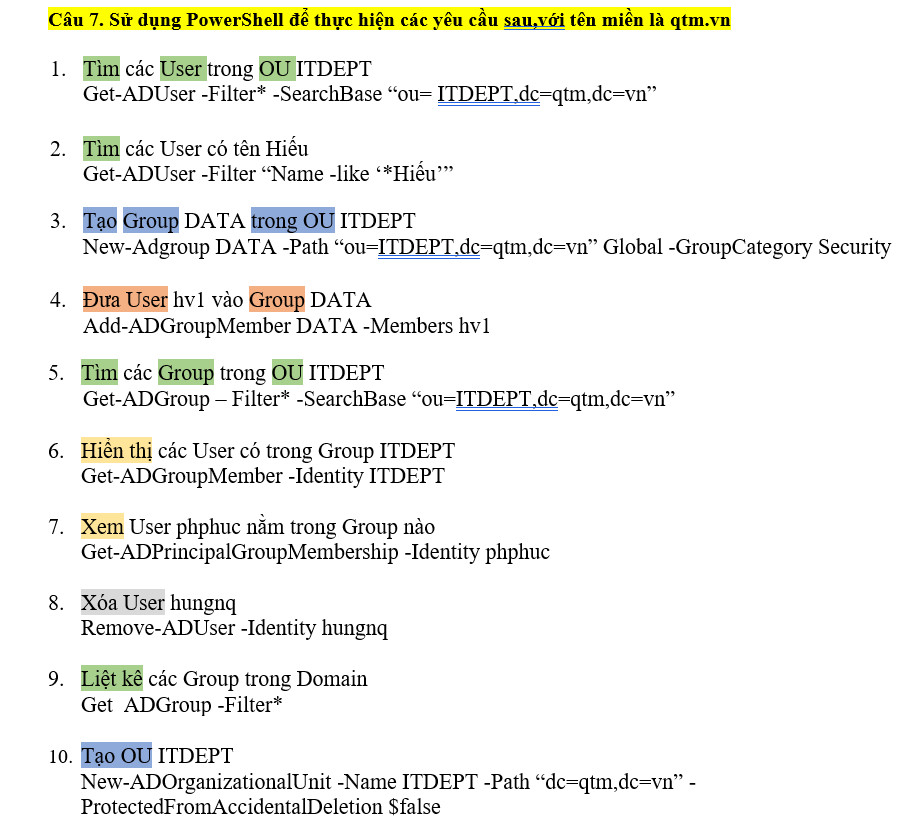 Câu 7. Sử dụng PowerShell để thực hiện các yêu cầu sau,với tên miền là qtm.vn
1. Tìm các User trong OU ITDEPT
Get-ADUser -Filter* -SearchBase “ou= ITDEPT,dc=qtm,dc=vn”
2. Tìm các User có tên Hiếu
Get-ADUser -Filter “Name -like ‘*Hiếu’”
3. Tạo Group DATA trong OU ITDEPT
New-Adgroup DATA -Path “ou=ITDEPT,dc=qtm,dc=vn” Global -GroupCategory Security
4. Đưa User hv1 vào Group DATA
Add-ADGroupMember DATA -Members hv1
5. Tìm các Group trong OU ITDEPT
Get-ADGroup – Filter* -SearchBase “ou=ITDEPT,dc=qtm,dc=vn”
6. Hiển thị các User có trong Group ITDEPT
Get-ADGroupMember -Identity ITDEPT
7. Xem User phphuc nằm trong Group nào
Get-ADPrincipalGroupMembership -Identity phphuc
8. Xóa User hungnq
Remove-ADUser -Identity hungnq
9. Liệt kê các Group trong Domain
Get  ADGroup -Filter*
10. Tạo OU ITDEPT
New-ADOrganizationalUnit -Name ITDEPT -Path “dc=qtm,dc=vn” -
ProtectedFromAccidentalDeletion $false